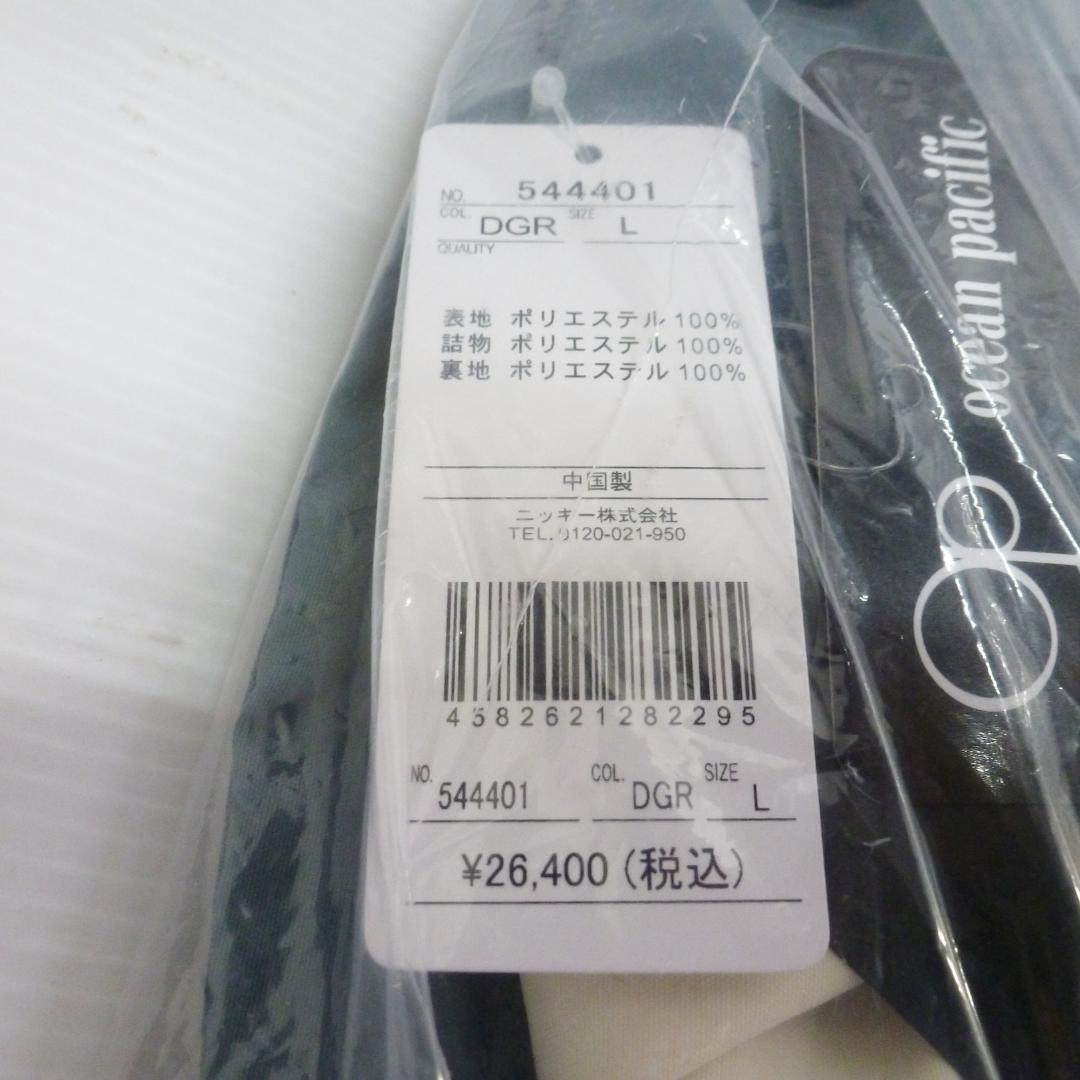 NO. 544401
COL. DGR SIZE L
QUALITY
表地 ポリエステル 100%
詰物 ポリエステル 100%
裏地 ポリエステル 100%
中国製
ニッキー株式会社
TEL. 0120-021-950
4582621282295
NO. 544401 COL. DGR SIZE L
¥26,400 (税込)
op ocean pacific